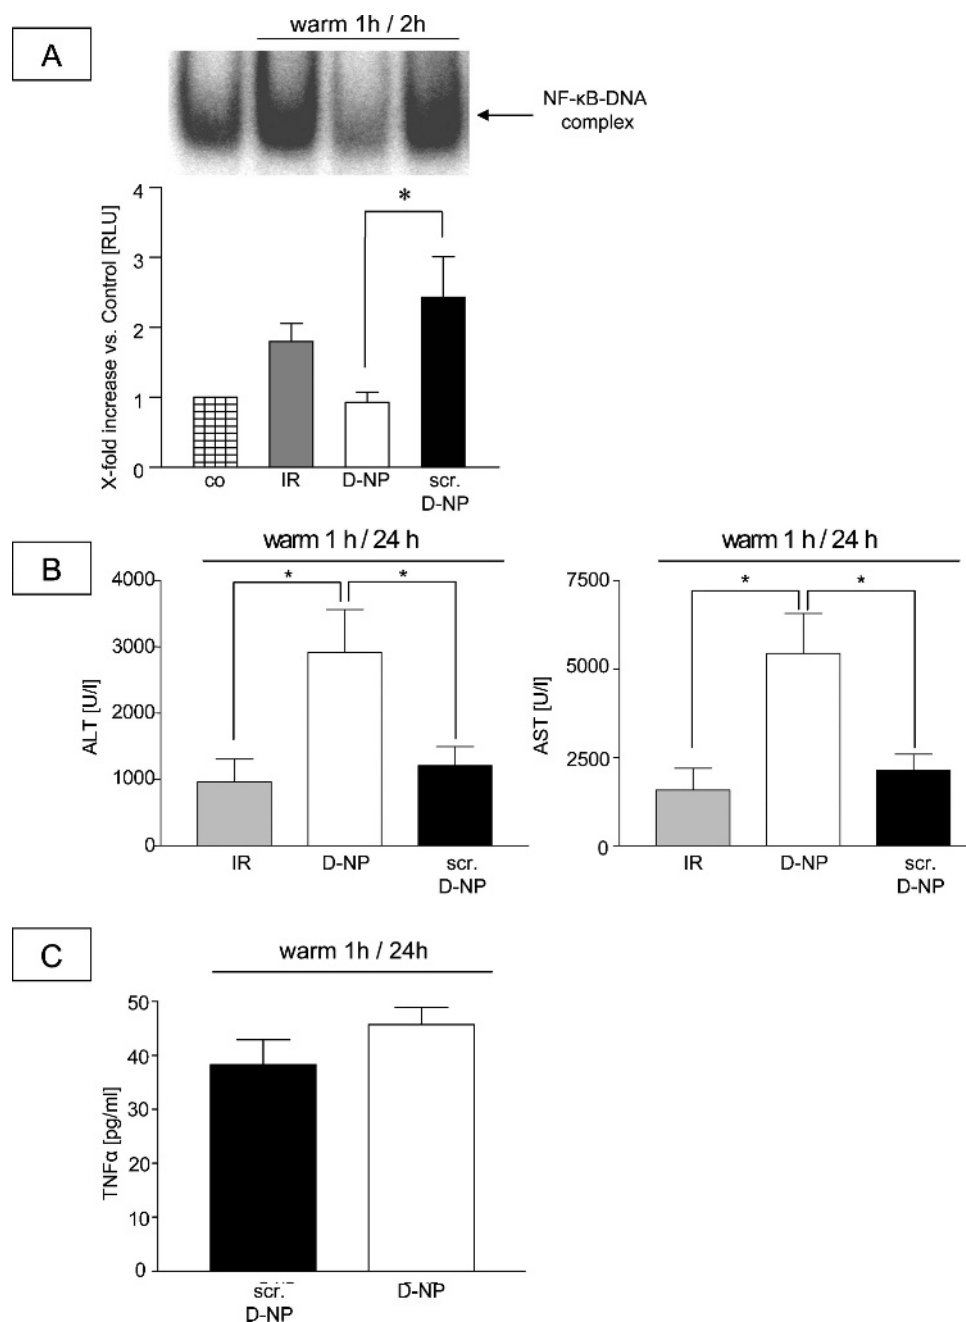 A
warm 1h / 2h
NF-κB-DNA
complex
*
X-fold increase vs. Control [RLU]
4
3
2
1
0
co
IR
D-NP
scr.
D-NP
B
warm 1 h / 24 h
*
*
ALT [U/l]
4000
3000
2000
1000
0
IR
D-NP
scr.
D-NP
warm 1 h / 24 h
*
*
AST [U/l]
7500
5000
2500
0
IR
D-NP
scr.
D-NP
C
warm 1h / 24h
TNFα [pg/ml]
50
40
30
20
10
0
scr.
D-NP
D-NP